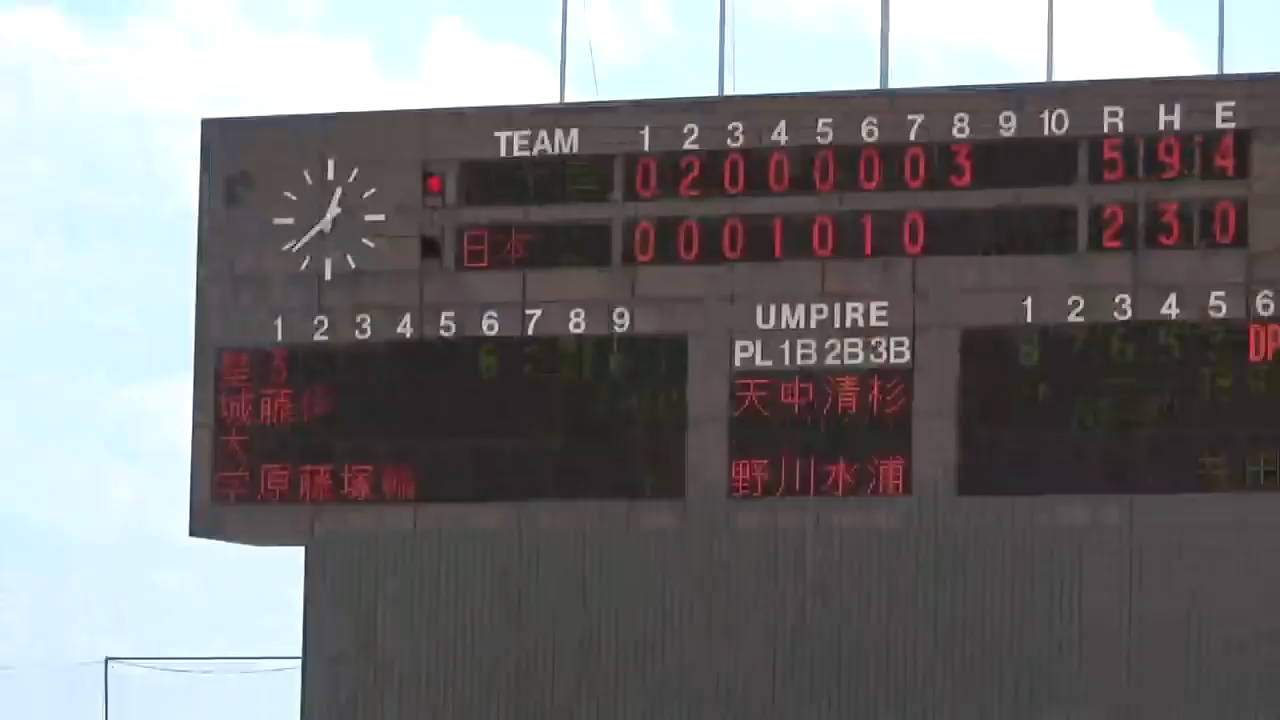 TEAM 1 2 3 4 5 6 7 8 9 10 R H E
0 2 0 0 0 0 0 3 5 9 4
日本 0 0 0 1 0 1 0 2 3 0
1 2 3 4 5 6 7 8 9
UMPIRE
PL 1B 2B 3B
天中清杉
野川水浦
1 2 3 4 5 6
DP
城藤
大
宇原藤塚